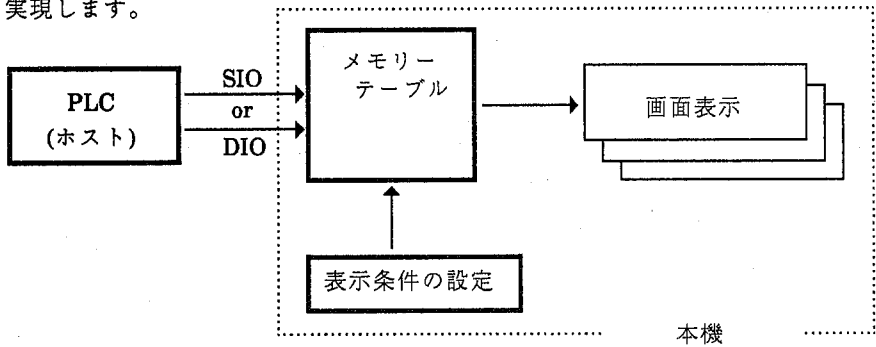 実現します。
PLC
(ホスト)
SIO
or
DIO
メモリー
テーブル
画面表示
表示条件の設定
本機